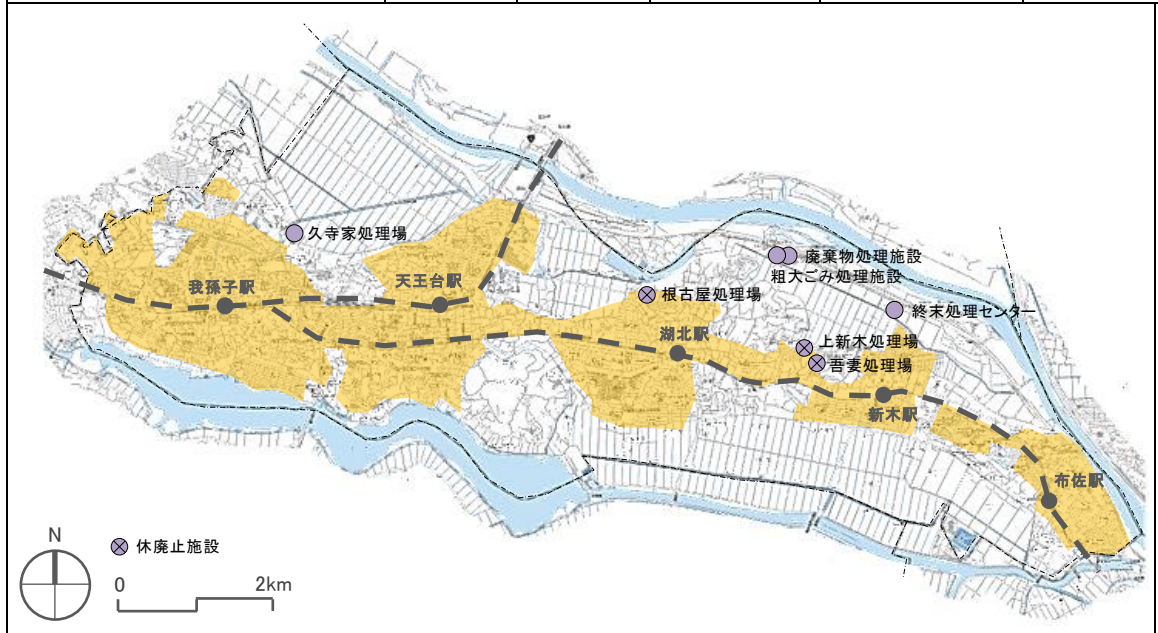 久寺家処理場
廃棄物処理施設
粗大ごみ処理施設
天王台駅
我孫子駅
根古屋処理場
終末処理センター
湖北駅
上新木処理場
吾妻処理場
新木駅
布佐駅
N
休廃止施設
0 2km